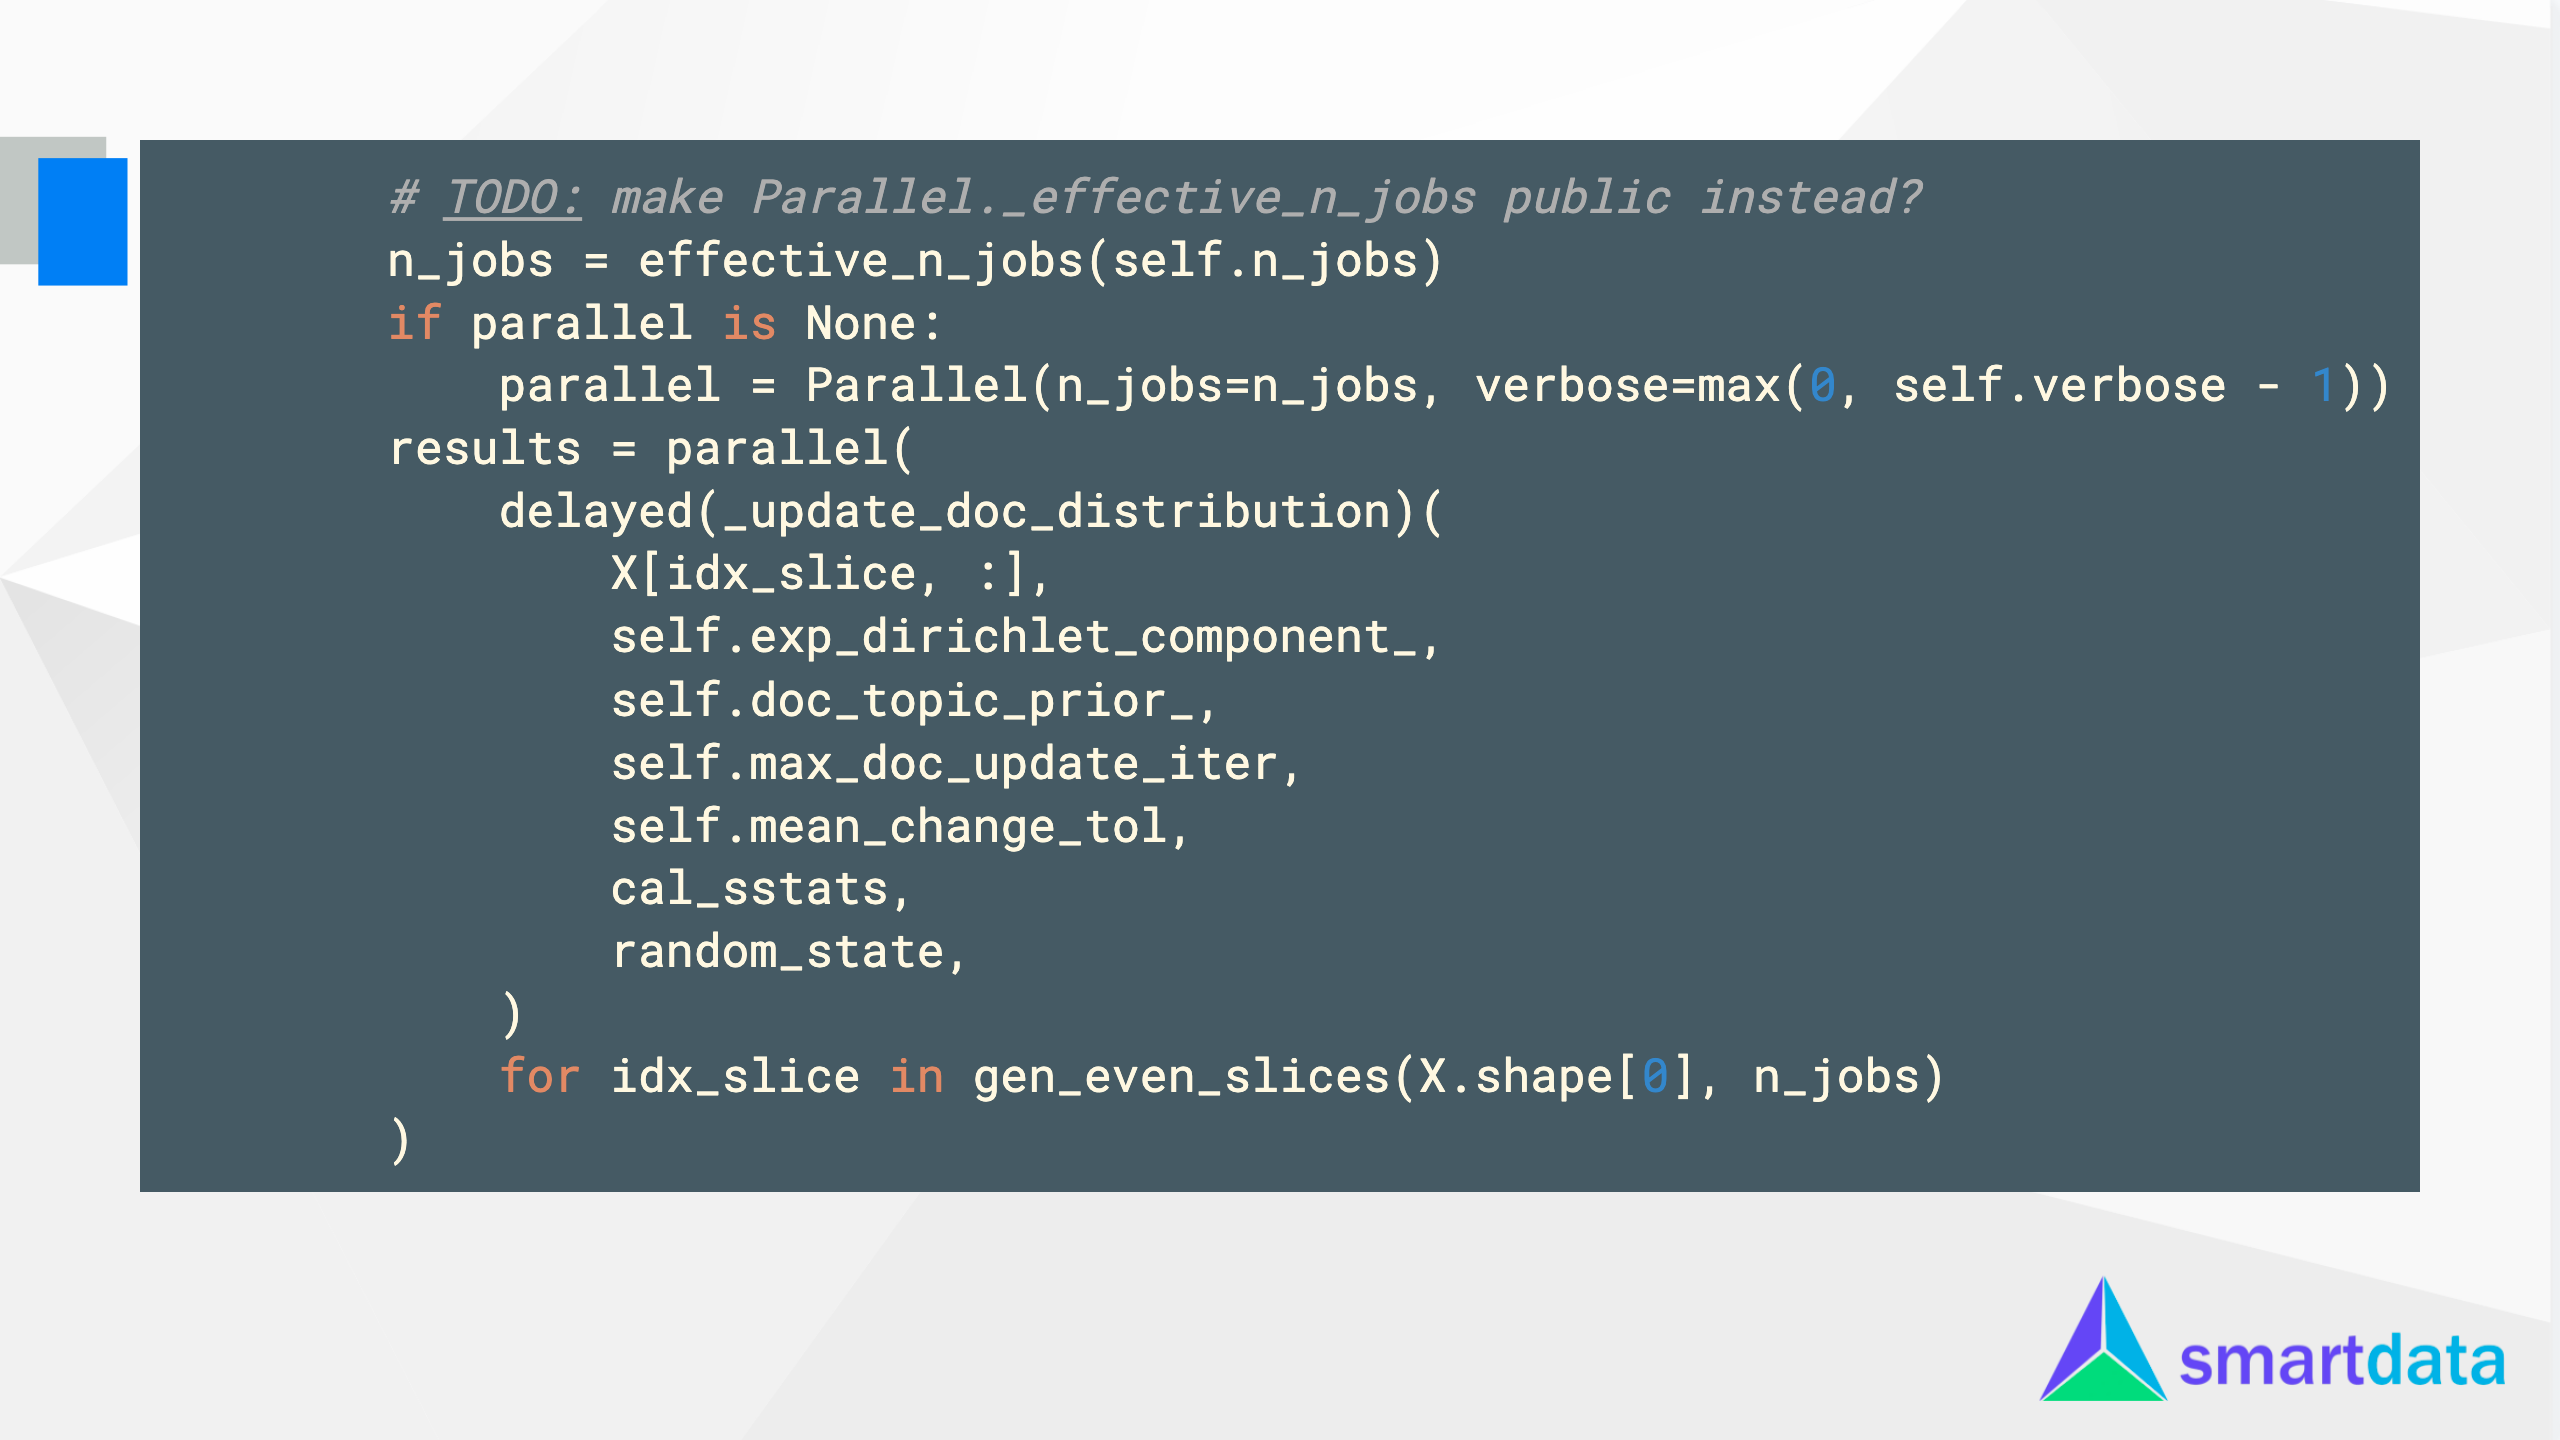 # TODO: make Parallel._effective_n_jobs public instead?
n_jobs = effective_n_jobs(self.n_jobs)
if parallel is None:
    parallel = Parallel(n_jobs=n_jobs, verbose=max(0, self.verbose - 1))
results = parallel(
    delayed(_update_doc_distribution)(
        X[idx_slice, :],
        self.exp_dirichlet_component_,
        self.doc_topic_prior_,
        self.max_doc_update_iter,
        self.mean_change_tol,
        cal_sstats,
        random_state,
    )
    for idx_slice in gen_even_slices(X.shape[0], n_jobs)
)
smartdata